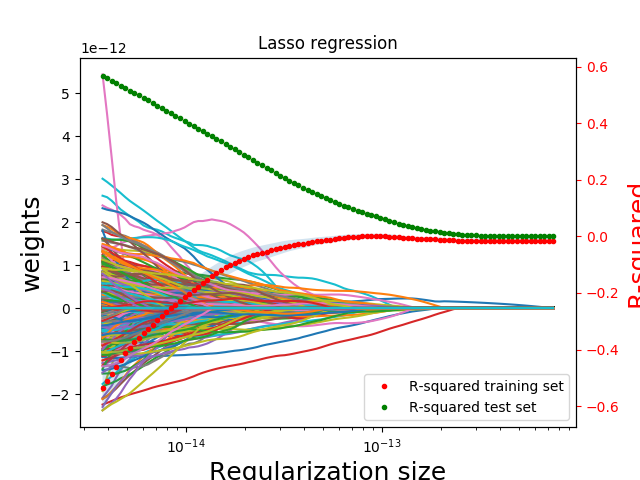 Lasso regression
1e−12
weights
5
4
3
2
1
0
−1
−2
0.6
0.4
0.2
0.0
−0.2
−0.4
−0.6
R-squared
R-squared training set
R-squared test set
10⁻¹⁴
10⁻¹³
Regularization size